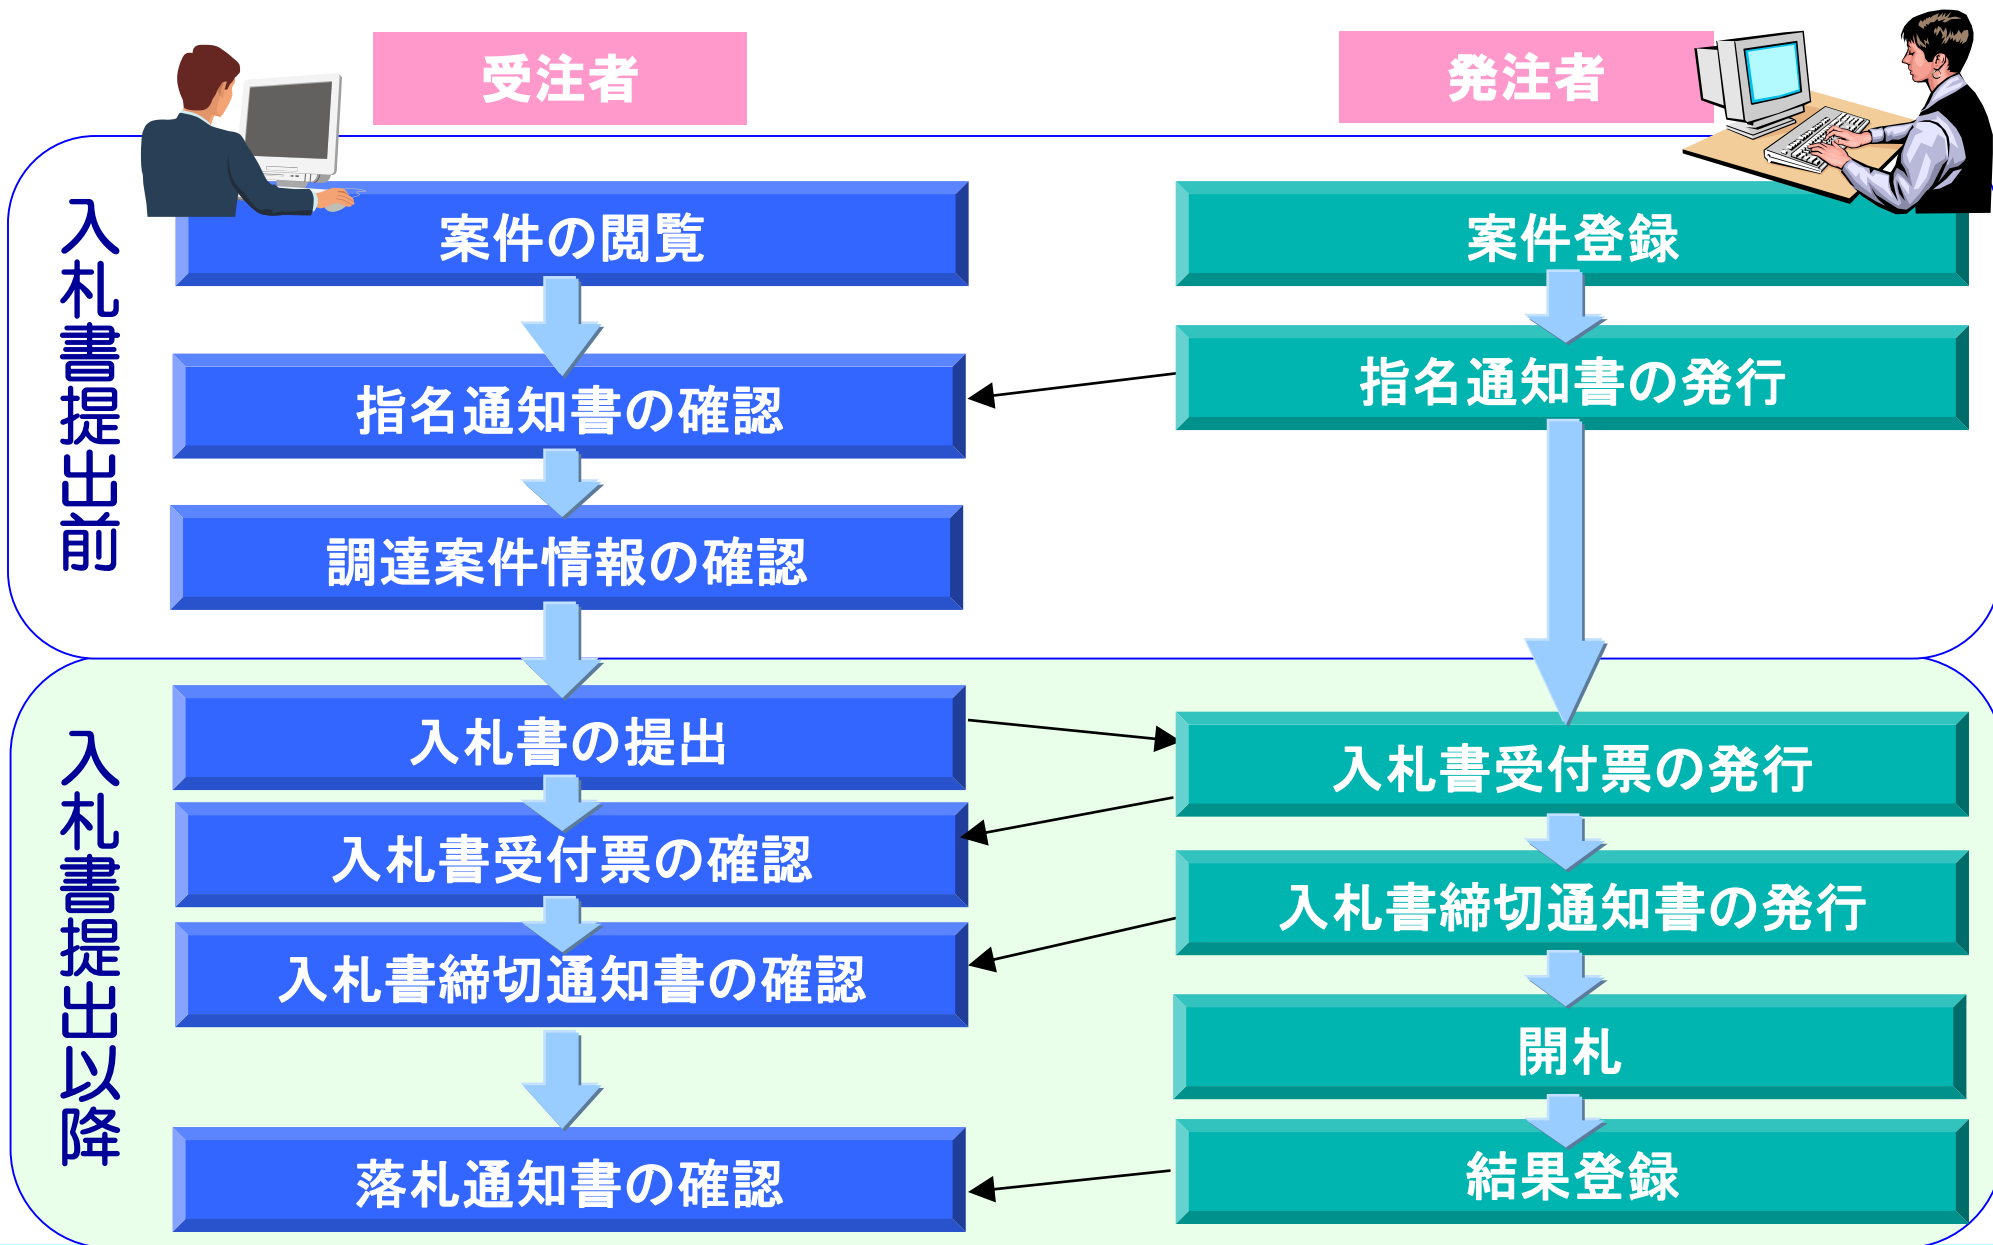 受注者
発注者
入札書提出前
案件の閲覧
案件登録
指名通知書の発行
指名通知書の確認
調達案件情報の確認
入札書提出以降
入札書の提出
入札書受付票の発行
入札書受付票の確認
入札書締切通知書の発行
入札書締切通知書の確認
開札
結果登録
落札通知書の確認